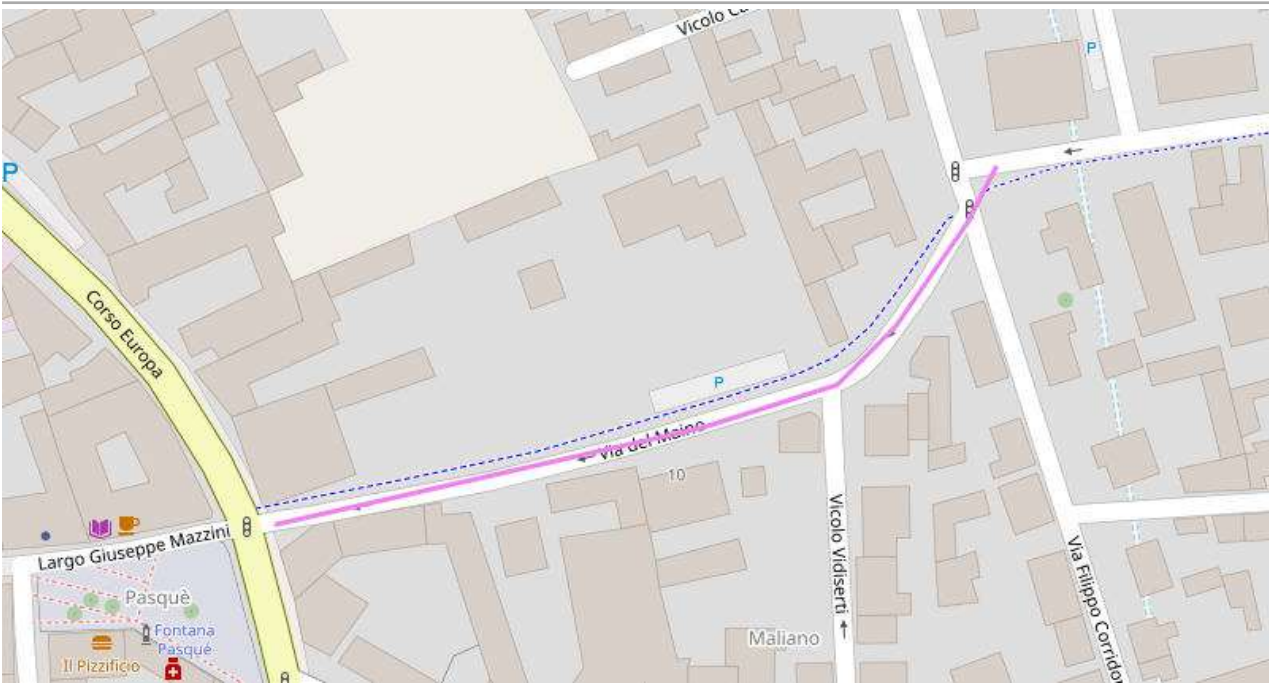 Vicolo
P
P
Corso Europa
P
Via del Maino
10
Largo Giuseppe Mazzini
Vicolo Vidiserti
Via Filippo Corrido
Pasquè
Fontana
Pasqué
Il Pizzificio
Maliano